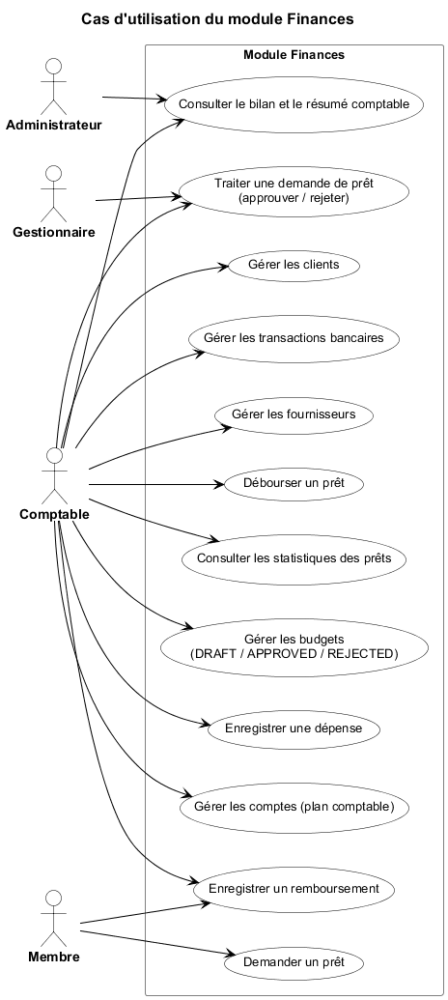 Cas d'utilisation du module Finances
Module Finances
Consulter le bilan et le résumé comptable
Administrateur
Traiter une demande de prêt
(approuver / rejeter)
Gestionnaire
Gérer les clients
Gérer les transactions bancaires
Gérer les fournisseurs
Débourser un prêt
Comptable
Consulter les statistiques des prêts
Gérer les budgets
(DRAFT / APPROVED / REJECTED)
Enregistrer une dépense
Gérer les comptes (plan comptable)
Enregistrer un remboursement
Membre
Demander un prêt